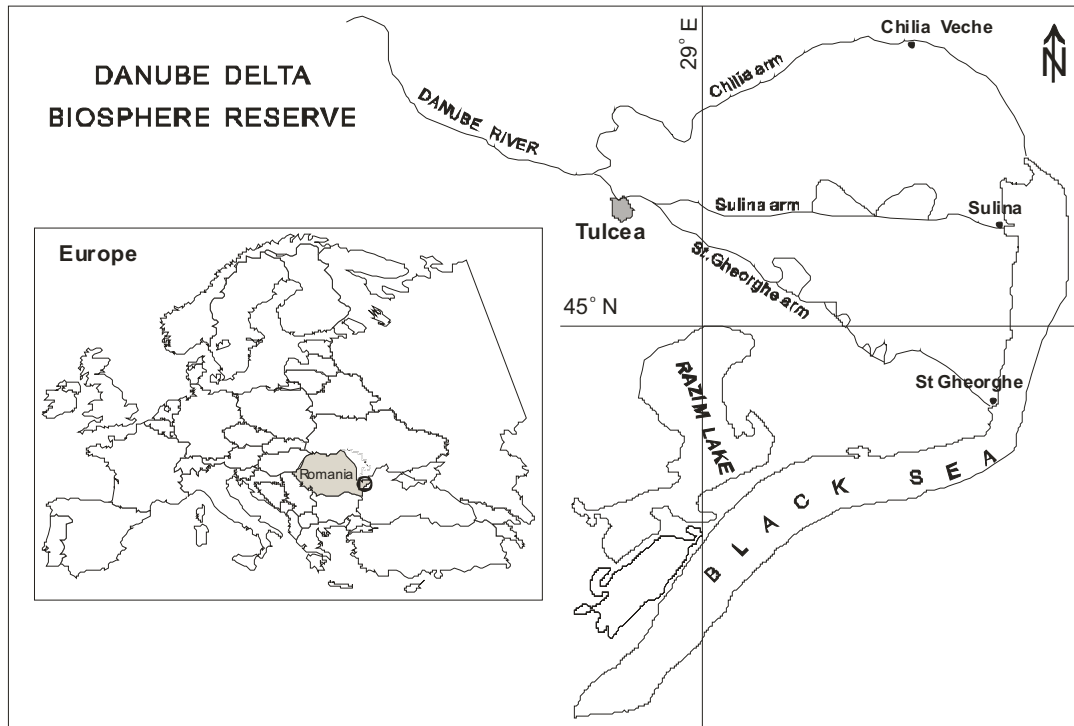 DANUBE DELTA
BIOSPHERE RESERVE
DANUBE RIVER
29° E
Chilia Veche
N
Chilia arm
Sulina arm
Sulina
Tulcea
St. Gheorghe arm
45° N
St Gheorghe
RAZIM LAKE
BLACK SEA
Europe
Romania